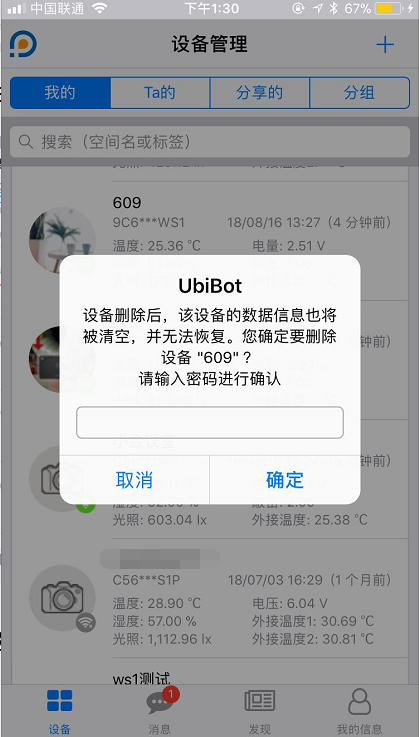 中国联通 下午1:30 67%
设备管理
我的 Ta的 分享的 分组
搜索（空间名或标签）
609
9C6***WS1 18/08/16 13:27（4 分钟前）
温度: 25.36 ℃ 电量: 2.51 V
UbiBot
设备删除后，该设备的数据信息也将
被清空，并无法恢复。您确定要删除
设备 "609"？
请输入密码进行确认
取消 确定
光照: 603.04 lx 外接温度: 25.38 ℃
C56***S1P 18/07/03 16:29（1 个月前）
温度: 28.90 ℃ 电压: 6.04 V
湿度: 57.00 % 外接温度1: 30.69 ℃
光照: 1,112.96 lx 外接温度2: 30.81 ℃
ws1测试
1
设备 消息 发现 我的信息